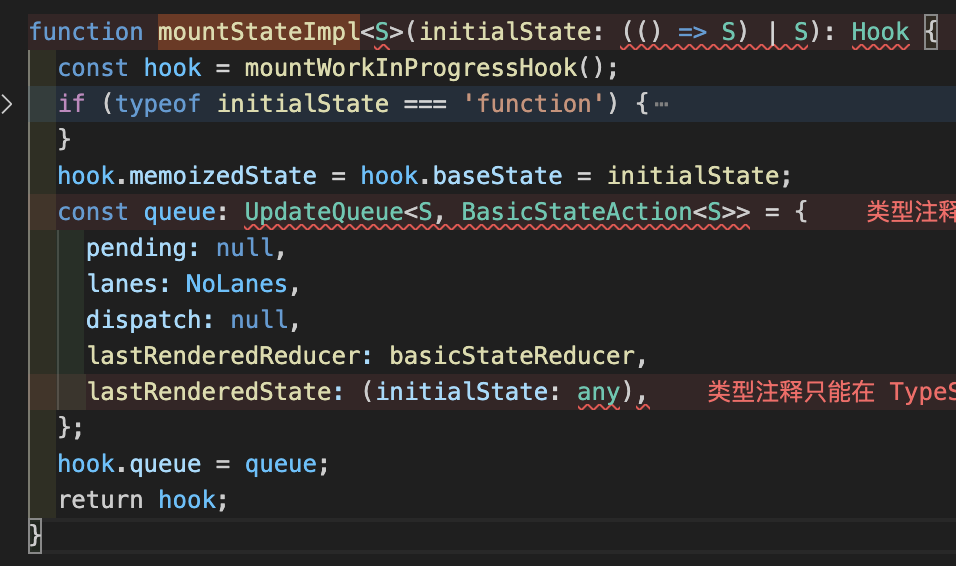 function mountStateImpl<S>(initialState: (() => S) | S): Hook {
const hook = mountWorkInProgressHook();
if (typeof initialState === 'function') {⋯
}
hook.memoizedState = hook.baseState = initialState;
const queue: UpdateQueue<S, BasicStateAction<S>> = { 类型注释
pending: null,
lanes: NoLanes,
dispatch: null,
lastRenderedReducer: basicStateReducer,
lastRenderedState: (initialState: any), 类型注释只能在 TypeS
};
hook.queue = queue;
return hook;
}